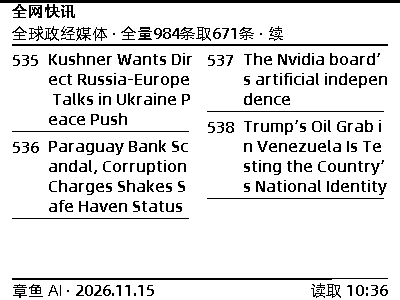 全网快讯
全球政经媒体 · 全量984条取671条 · 续
535 Kushner Wants Dir
ect Russia-Europe
Talks in Ukraine P
eace Push
536 Paraguay Bank Sc
andal, Corruption
Charges Shakes S
afe Haven Status
537 The Nvidia board’
s artificial indepen
dence
538 Trump’s Oil Grab i
n Venezuela Is Te
sting the Country’
s National Identity
章鱼 AI · 2026.11.15
读取 10:36